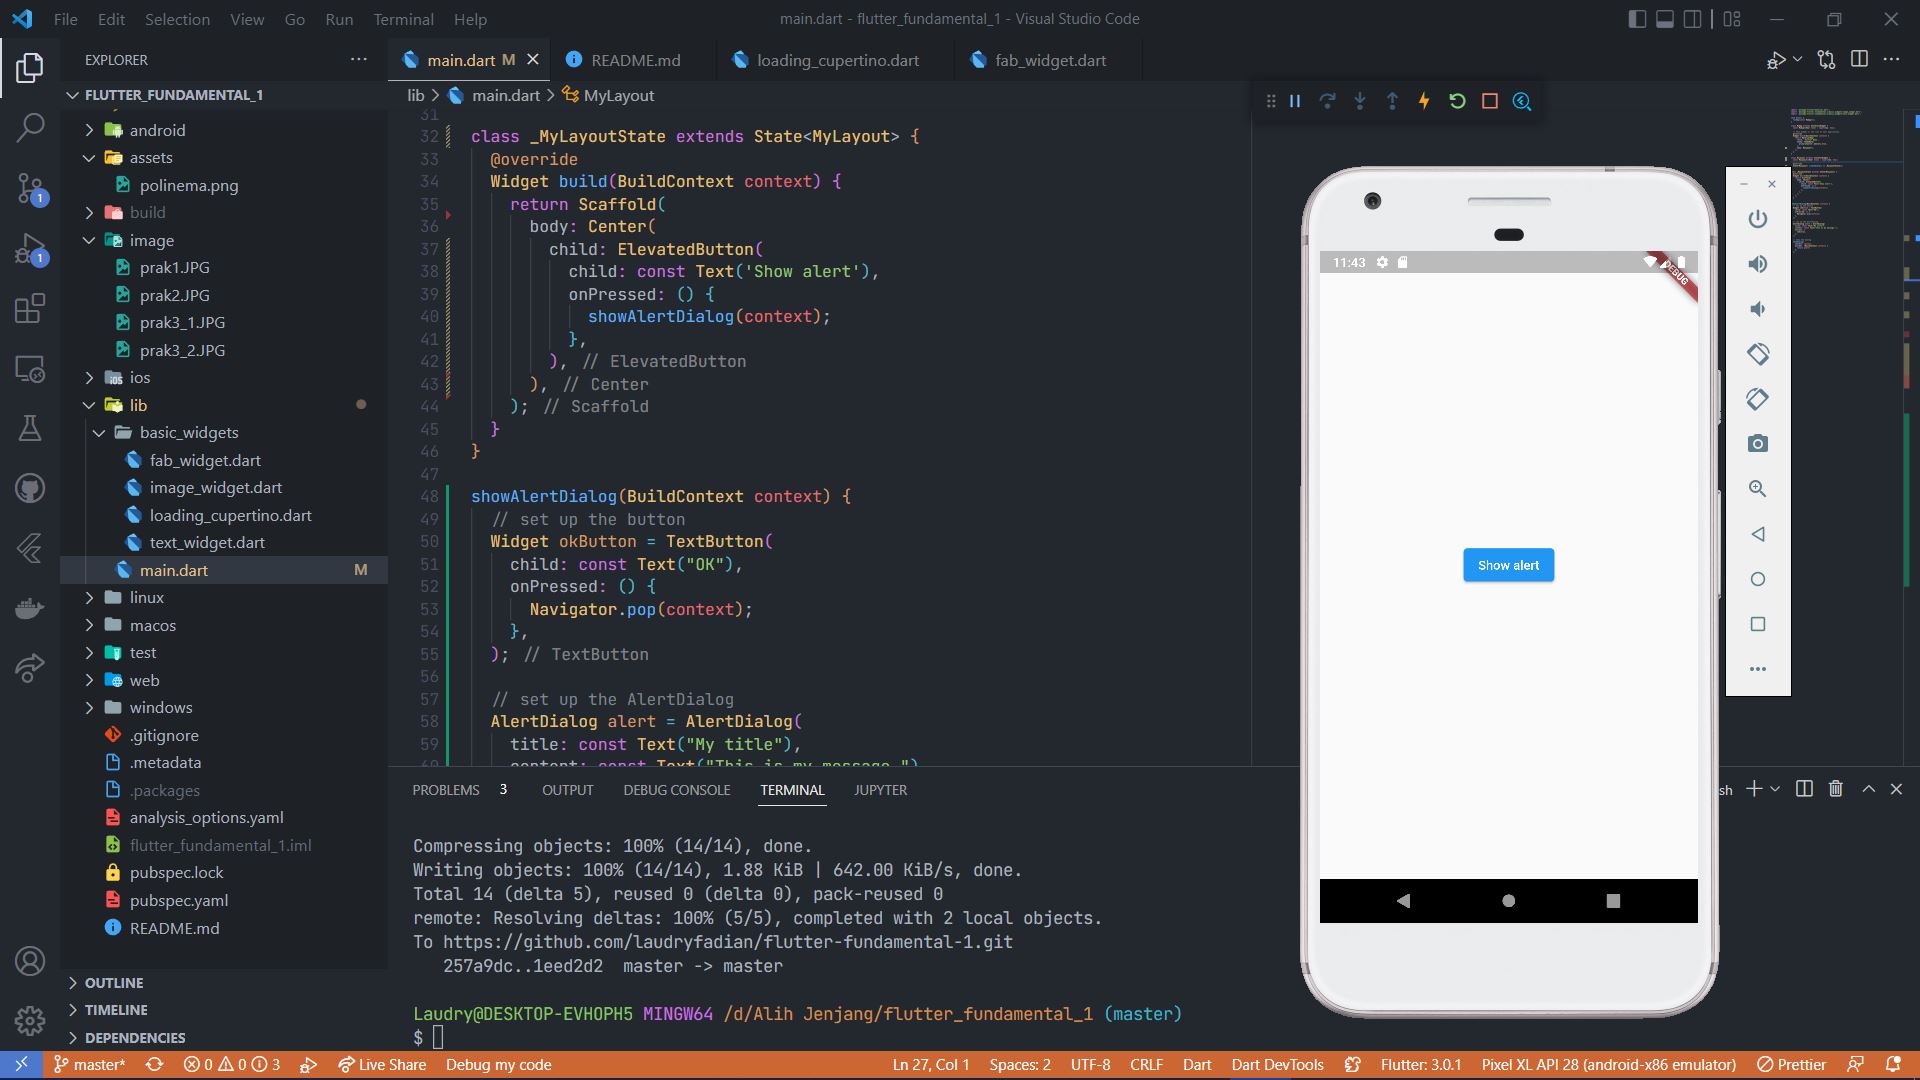 File Edit Selection View Go Run Terminal Help
main.dart - flutter_fundamental_1 - Visual Studio Code
EXPLORER
FLUTTER_FUNDAMENTAL_1
android
assets
polinema.png
build
image
prak1.JPG
prak2.JPG
prak3_1.JPG
prak3_2.JPG
ios
lib
basic_widgets
fab_widget.dart
image_widget.dart
loading_cupertino.dart
text_widget.dart
main.dart M
linux
macos
test
web
windows
.gitignore
.metadata
.packages
analysis_options.yaml
flutter_fundamental_1.iml
pubspec.lock
pubspec.yaml
README.md
OUTLINE
TIMELINE
DEPENDENCIES
main.dart M README.md loading_cupertino.dart fab_widget.dart
lib > main.dart > MyLayout
31
32 class _MyLayoutState extends State<MyLayout> {
33 @override
34 Widget build(BuildContext context) {
35 return Scaffold(
36 body: Center(
37 child: ElevatedButton(
38 child: const Text('Show alert'),
39 onPressed: () {
40 showAlertDialog(context);
41 },
42 ), // ElevatedButton
43 ), // Center
44 ); // Scaffold
45 }
46 }
47
48 showAlertDialog(BuildContext context) {
49 // set up the button
50 Widget okButton = TextButton(
51 child: const Text("OK"),
52 onPressed: () {
53 Navigator.pop(context);
54 },
55 ); // TextButton
56
57 // set up the AlertDialog
58 AlertDialog alert = AlertDialog(
59 title: const Text("My title"),
60 content: const Text("This is my message.")
PROBLEMS 3 OUTPUT DEBUG CONSOLE TERMINAL JUPYTER
sh
Compressing objects: 100% (14/14), done.
Writing objects: 100% (14/14), 1.88 KiB | 642.00 KiB/s, done.
Total 14 (delta 5), reused 0 (delta 0), pack-reused 0
remote: Resolving deltas: 100% (5/5), completed with 2 local objects.
To https://github.com/laudryfadian/flutter-fundamental-1.git
257a9dc..1eed2d2 master -> master
Laudry@DESKTOP-EVHOPH5 MINGW64 /d/Alih Jenjang/flutter_fundamental_1 (master)
$
11:43
DEBUG
Show alert
1
1
master* 0 0 3 Live Share Debug my code
Ln 27, Col 1 Spaces: 2 UTF-8 CRLF Dart Dart DevTools Flutter: 3.0.1 Pixel XL API 28 (android-x86 emulator) Prettier